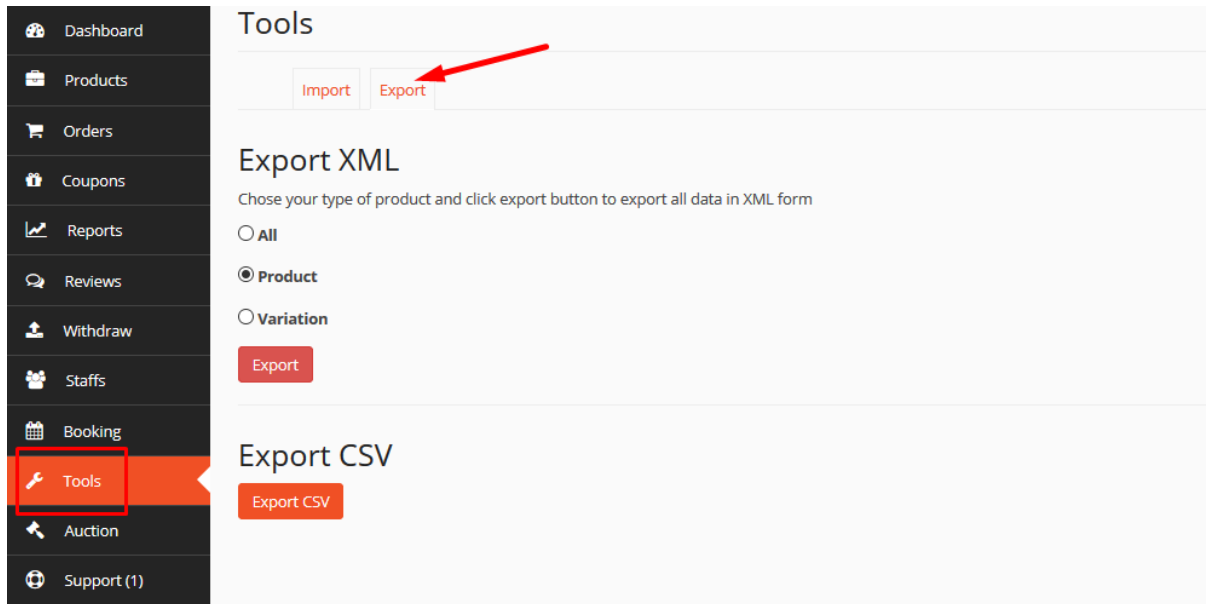 Dashboard
Products
Orders
Coupons
Reports
Reviews
Withdraw
Staffs
Booking
Tools
Auction
Support (1)
Tools
Import
Export
Export XML
Chose your type of product and click export button to export all data in XML form
All
Product
Variation
Export
Export CSV
Export CSV